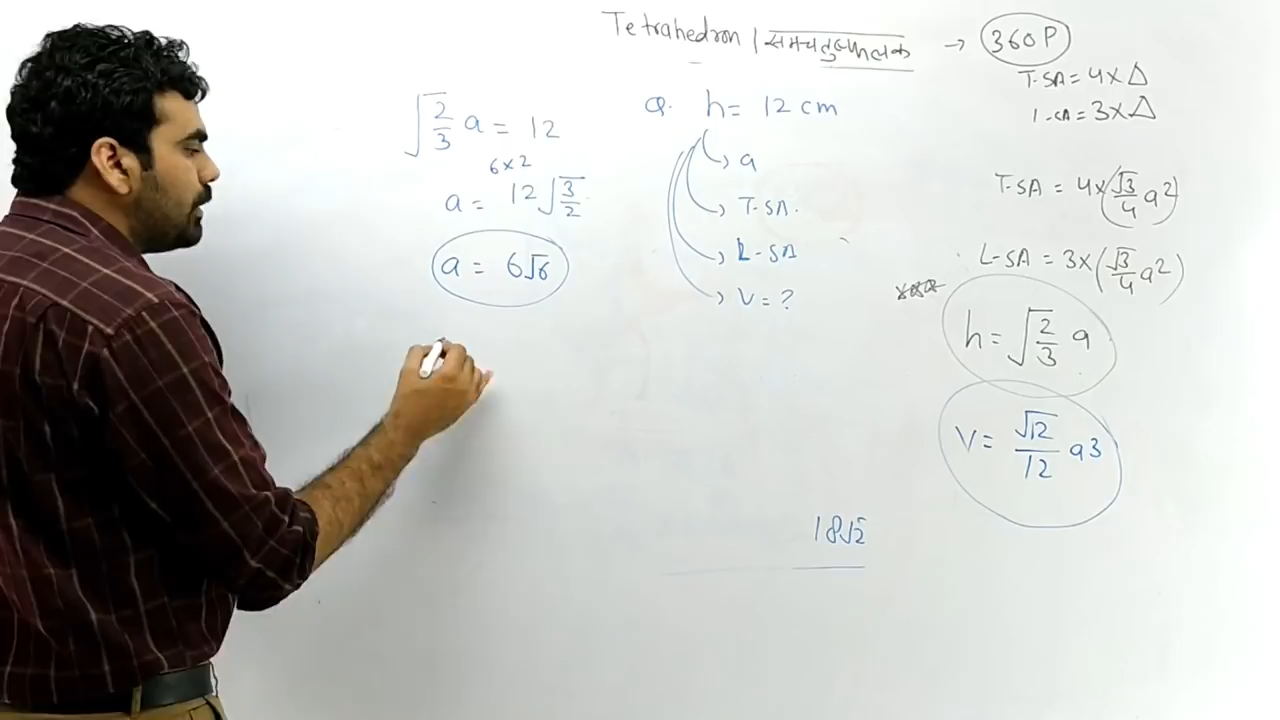 Tetrahedron | समचतुष्फलक → 360P
T-SA = 4 × Δ
L-SA = 3 × Δ
Q. h = 12 cm
→ a
→ T-SA.
→ L-SA
→ V = ?
√2/3 a = 12
6 × 2
a = 12√3/2
a = 6√6
T-SA = 4 × (√3/4 a²)
L-SA = 3 × (√3/4 a²)
h = √2/3 a
V = √12/12 a3
18√2